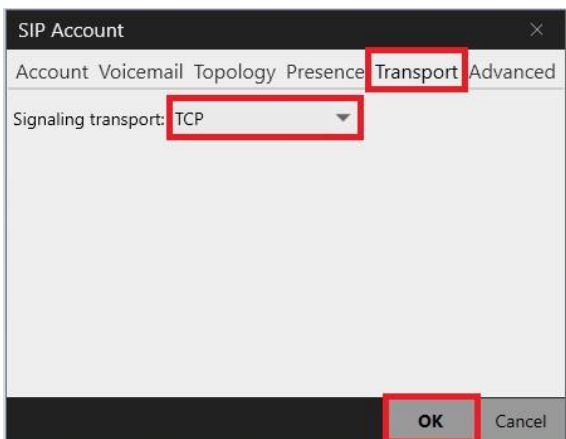 SIP Account
Account Voicemail Topology Presence Transport Advanced
Signaling transport: TCP
OK Cancel